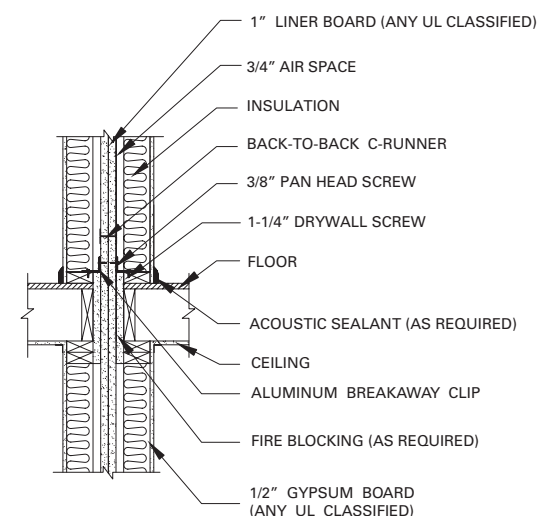 1" LINER BOARD (ANY UL CLASSIFIED)
3/4" AIR SPACE
INSULATION
BACK-TO-BACK C-RUNNER
3/8" PAN HEAD SCREW
1-1/4" DRYWALL SCREW
FLOOR
ACOUSTIC SEALANT (AS REQUIRED)
CEILING
ALUMINUM BREAKAWAY CLIP
FIRE BLOCKING (AS REQUIRED)
1/2" GYPSUM BOARD
(ANY UL CLASSIFIED)